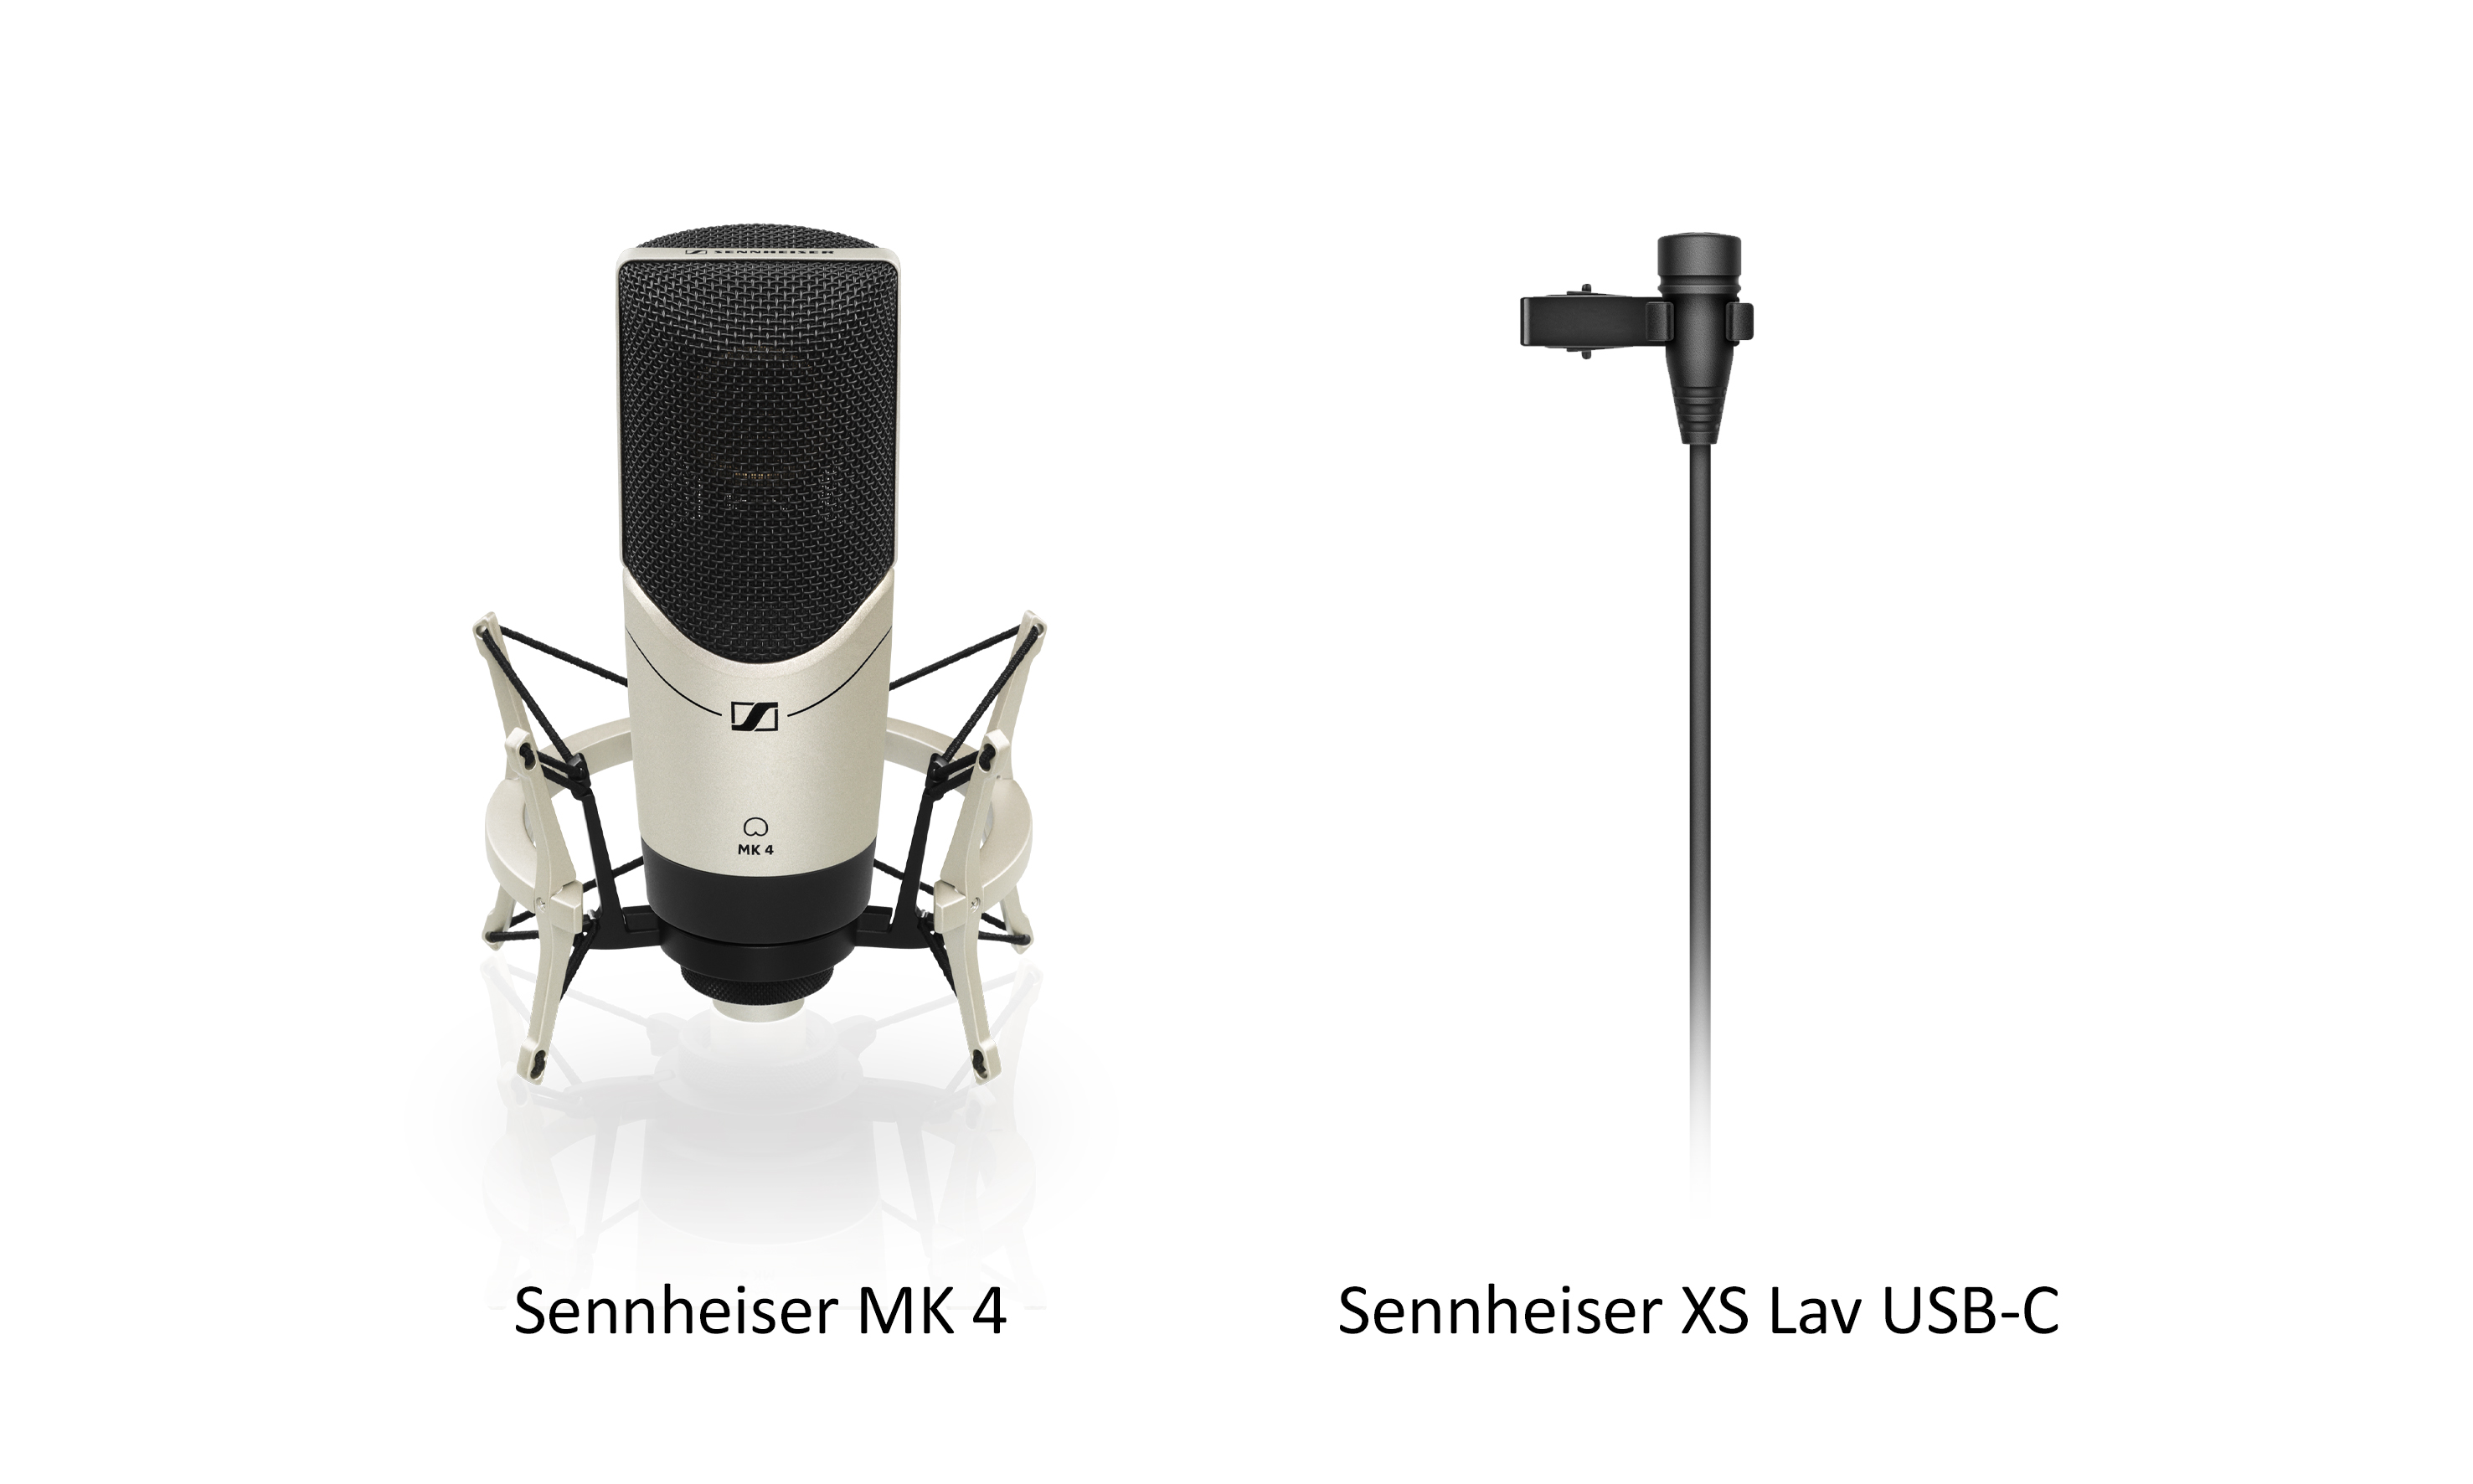 SENNHEISER
MK 4
Sennheiser MK 4
Sennheiser XS Lav USB-C